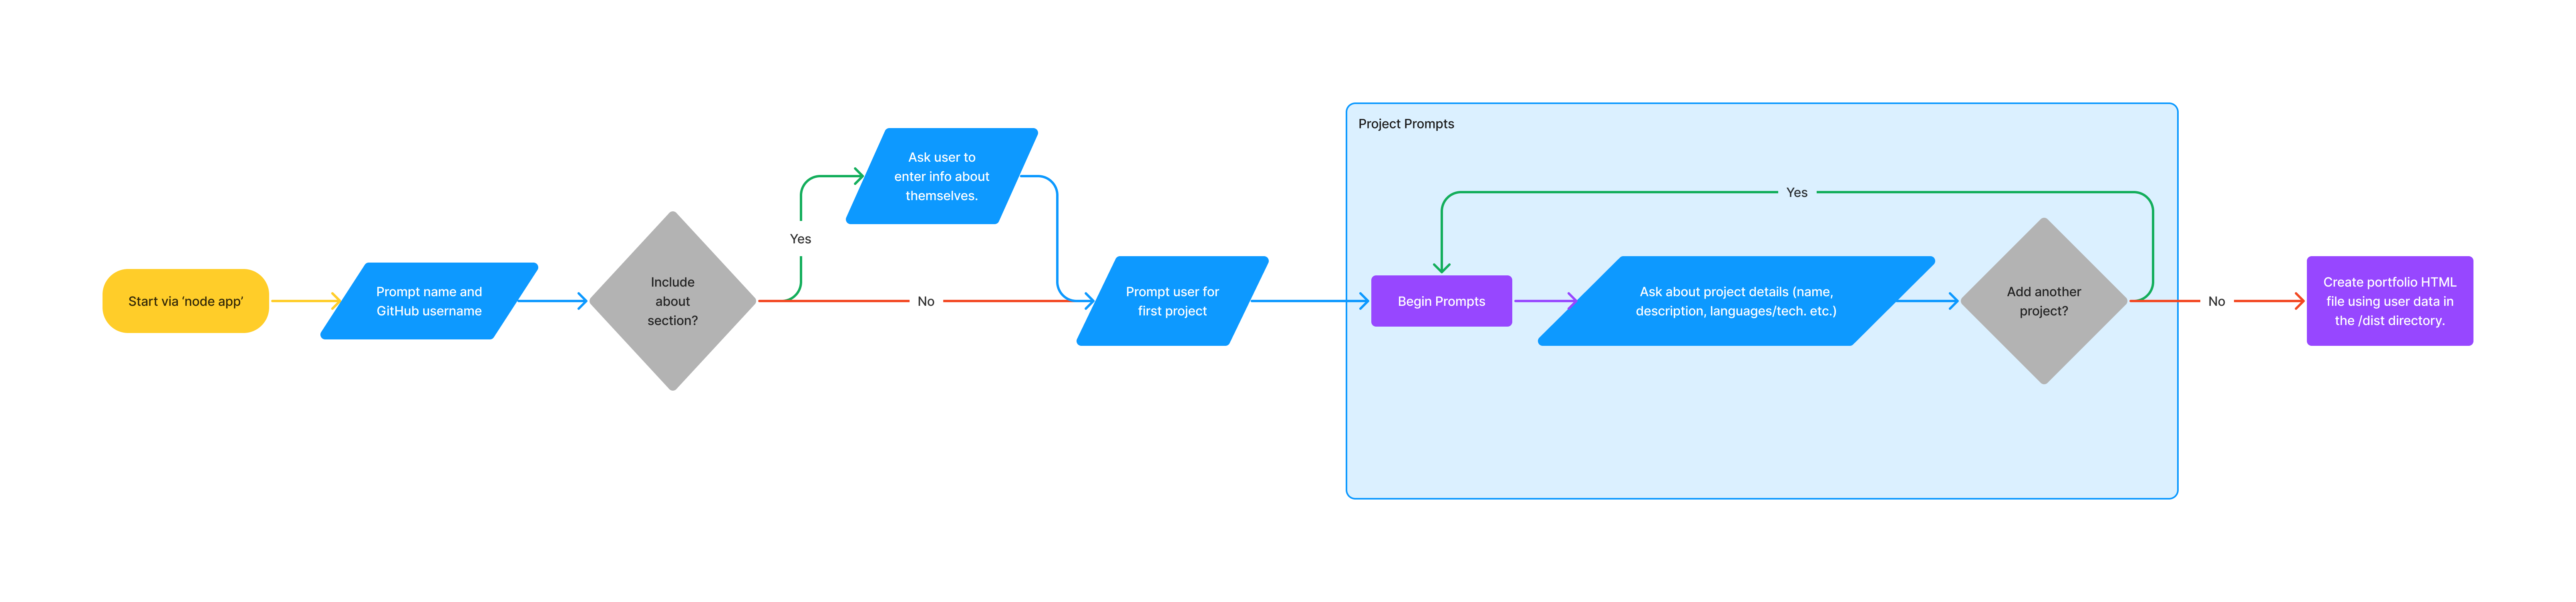 Start via ‘node app’
Prompt name and
GitHub username
Include
about
section?
Yes
Ask user to
enter info about
themselves.
No
Prompt user for
first project
Project Prompts
Begin Prompts
Ask about project details (name,
description, languages/tech. etc.)
Add another
project?
Yes
No
Create portfolio HTML
file using user data in
the /dist directory.